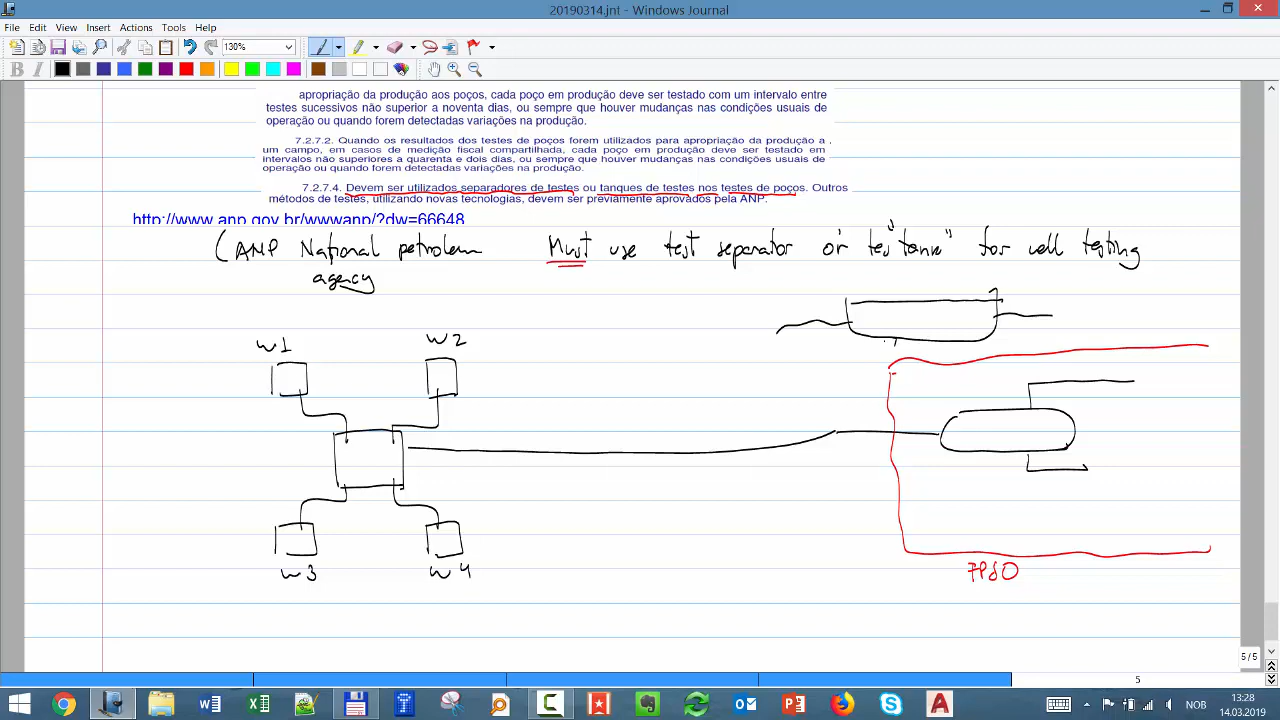 20190314.jnt - Windows Journal
File Edit View Insert Actions Tools Help
130%
apropriação da produção aos poços, cada poço em produção deve ser testado com um intervalo entre
testes sucessivos não superior a noventa dias, ou sempre que houver mudanças nas condições usuais de
operação ou quando forem detectadas variações na produção.
7.2.7.2. Quando os resultados dos testes de poços forem utilizados para apropriação da produção a ,
um campo, em casos de medição fiscal compartilhada, cada poço em produção deve ser testado em
intervalos não superiores a quarenta e dois dias, ou sempre que houver mudanças nas condições usuais de
operação ou quando forem detectadas variações na produção.
7.2.7.4. Devem ser utilizados separadores de testes ou tanques de testes nos testes de poços. Outros
métodos de testes, utilizando novas tecnologias, devem ser previamente aprovados pela ANP.
http://www.anp.gov.br/wwwanp/?dw=66648
(ANP National petroleum Must use test separator or "tes tank" for well testing
agency
W1 W2
W3 W4
FPSO
5/5
5
NOB
13:28
14.03.2019